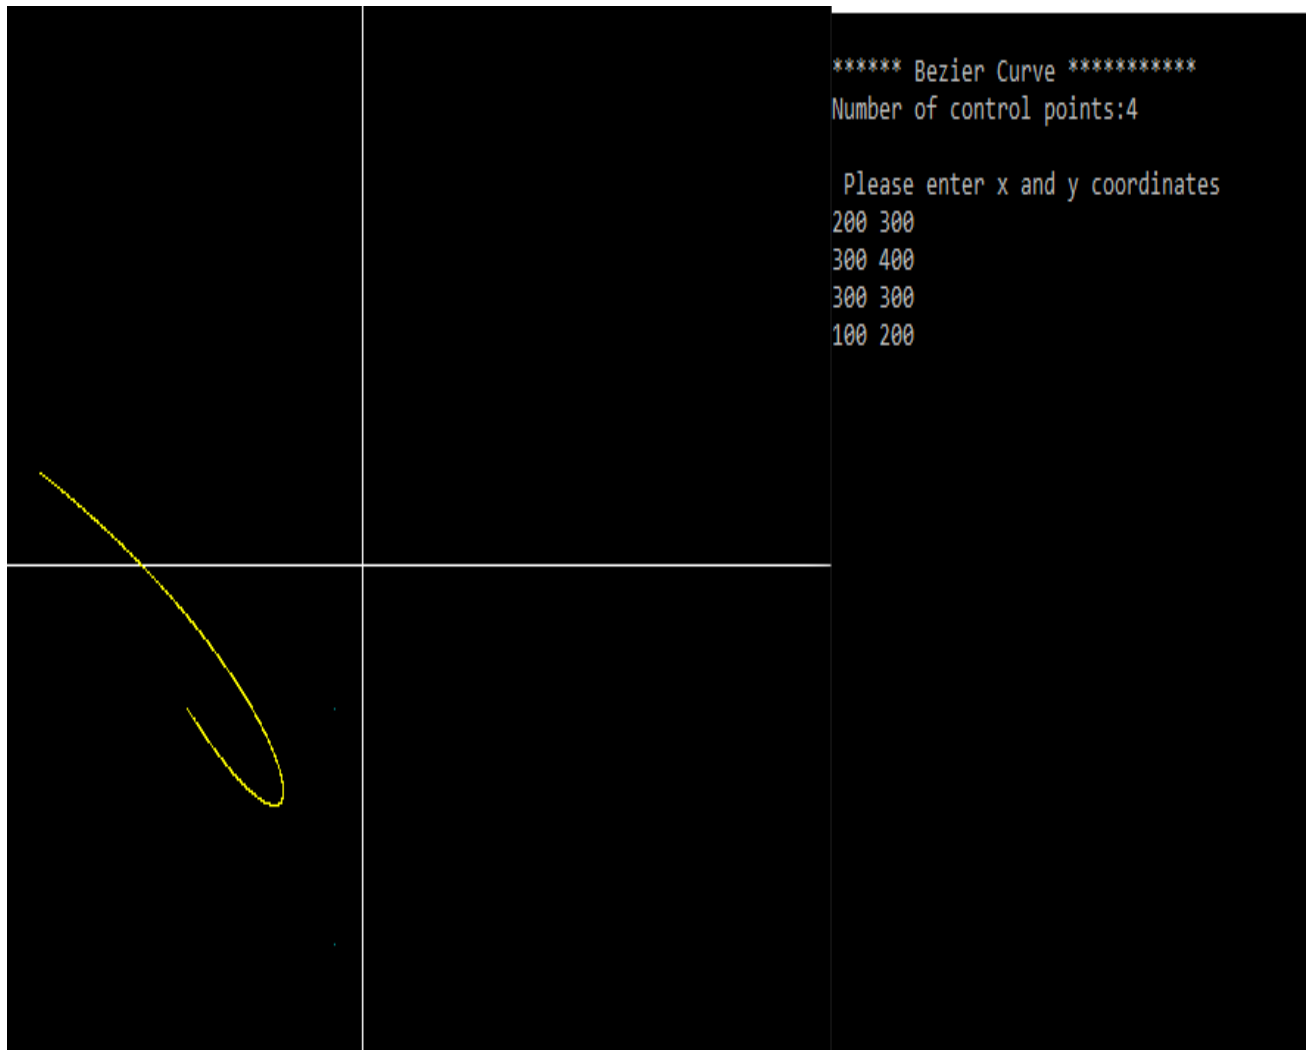 ****** Bezier Curve ***********
Number of control points:4
Please enter x and y coordinates
200 300
300 400
300 300
100 200